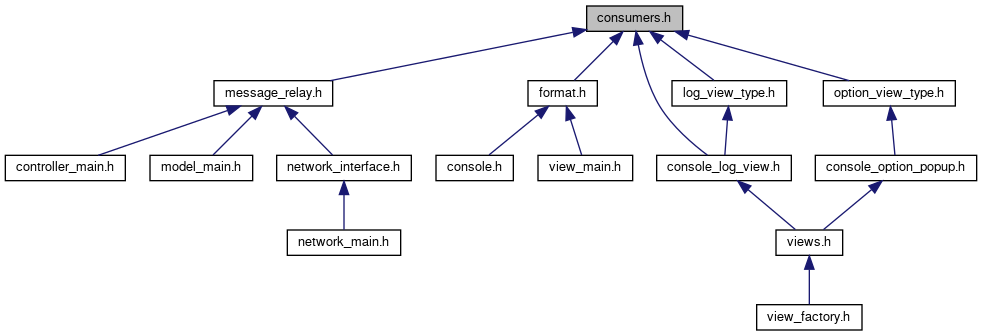 consumers.h
message_relay.h
format.h
log_view_type.h
option_view_type.h
controller_main.h
model_main.h
network_interface.h
console.h
view_main.h
console_log_view.h
console_option_popup.h
network_main.h
views.h
view_factory.h